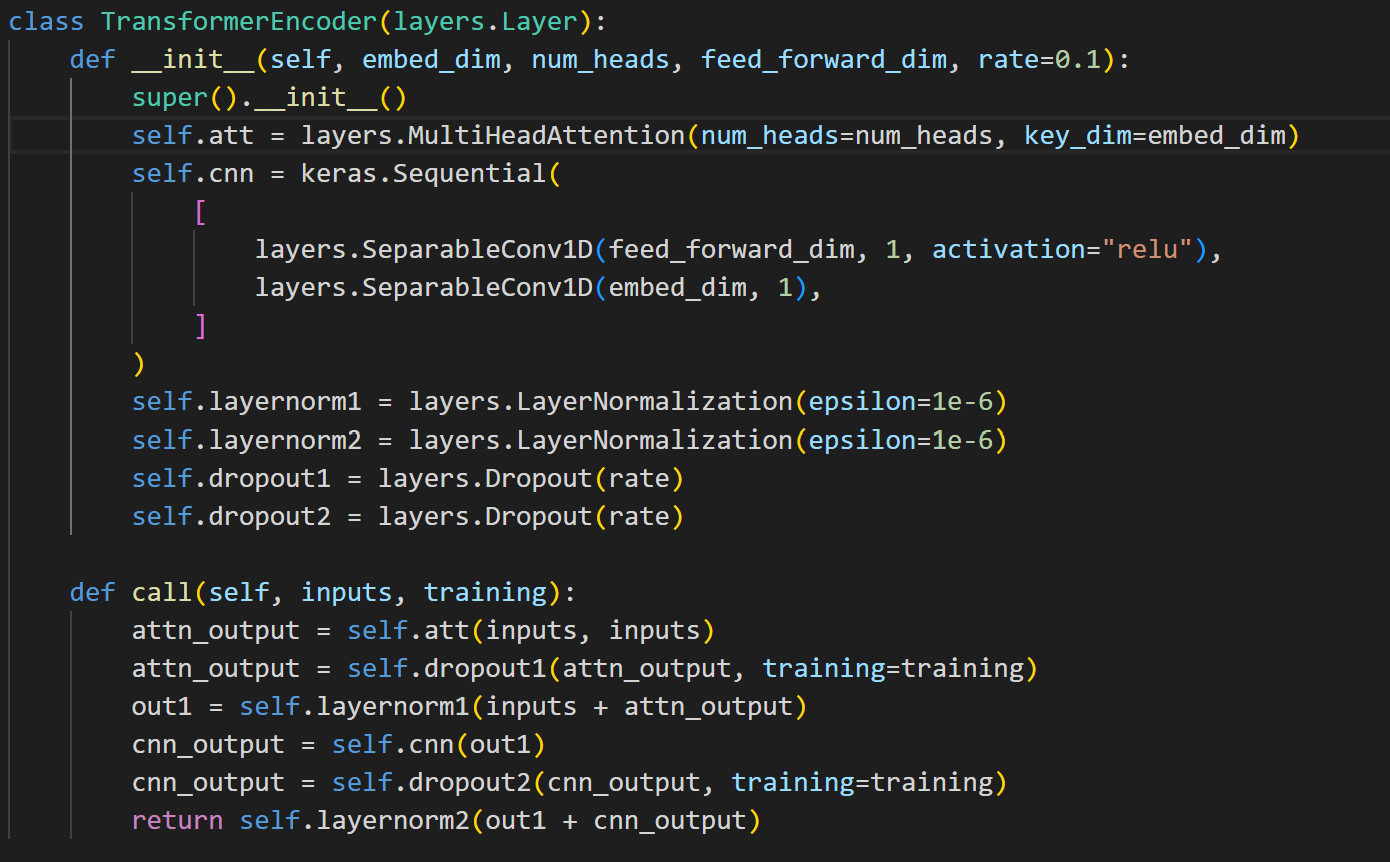 class TransformerEncoder(layers.Layer):
    def __init__(self, embed_dim, num_heads, feed_forward_dim, rate=0.1):
        super().__init__()
        self.att = layers.MultiHeadAttention(num_heads=num_heads, key_dim=embed_dim)
        self.cnn = keras.Sequential(
            [
                layers.SeparableConv1D(feed_forward_dim, 1, activation="relu"),
                layers.SeparableConv1D(embed_dim, 1),
            ]
        )
        self.layernorm1 = layers.LayerNormalization(epsilon=1e-6)
        self.layernorm2 = layers.LayerNormalization(epsilon=1e-6)
        self.dropout1 = layers.Dropout(rate)
        self.dropout2 = layers.Dropout(rate)

    def call(self, inputs, training):
        attn_output = self.att(inputs, inputs)
        attn_output = self.dropout1(attn_output, training=training)
        out1 = self.layernorm1(inputs + attn_output)
        cnn_output = self.cnn(out1)
        cnn_output = self.dropout2(cnn_output, training=training)
        return self.layernorm2(out1 + cnn_output)